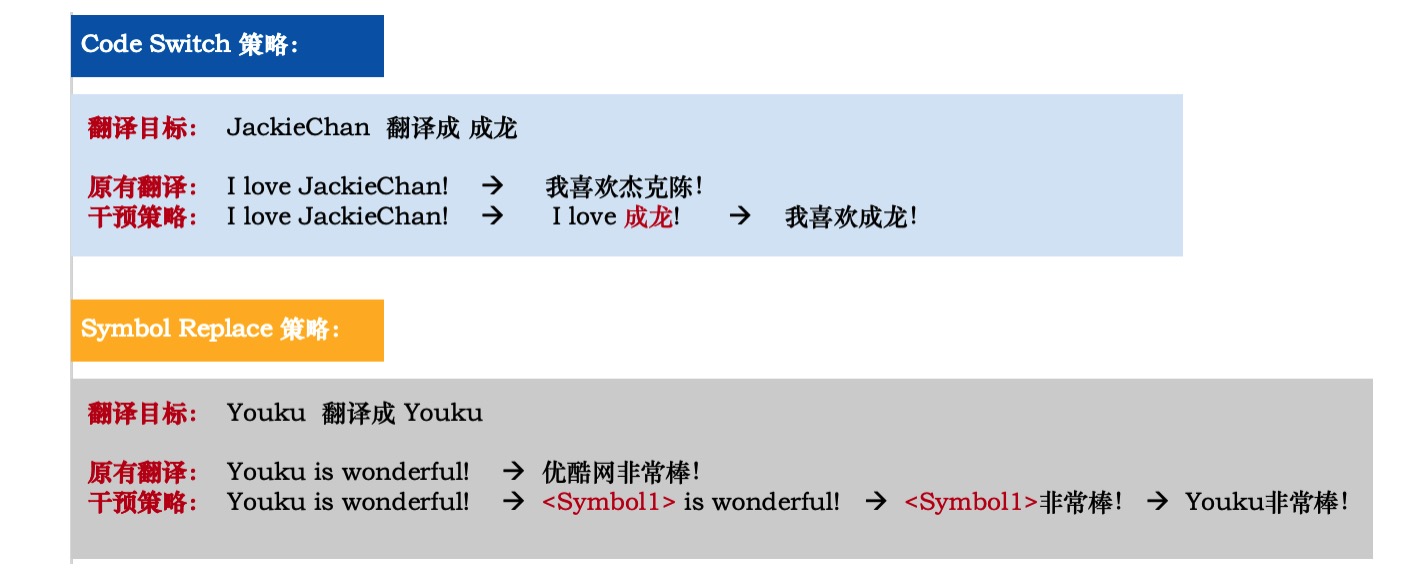 Code Switch 策略：
翻译目标： JackieChan 翻译成 成龙
原有翻译： I love JackieChan! → 我喜欢杰克陈！
干预策略： I love JackieChan! → I love 成龙! → 我喜欢成龙！
Symbol Replace 策略：
翻译目标： Youku 翻译成 Youku
原有翻译： Youku is wonderful! → 优酷网非常棒！
干预策略： Youku is wonderful! → <Symbol1> is wonderful! → <Symbol1>非常棒！ → Youku非常棒！